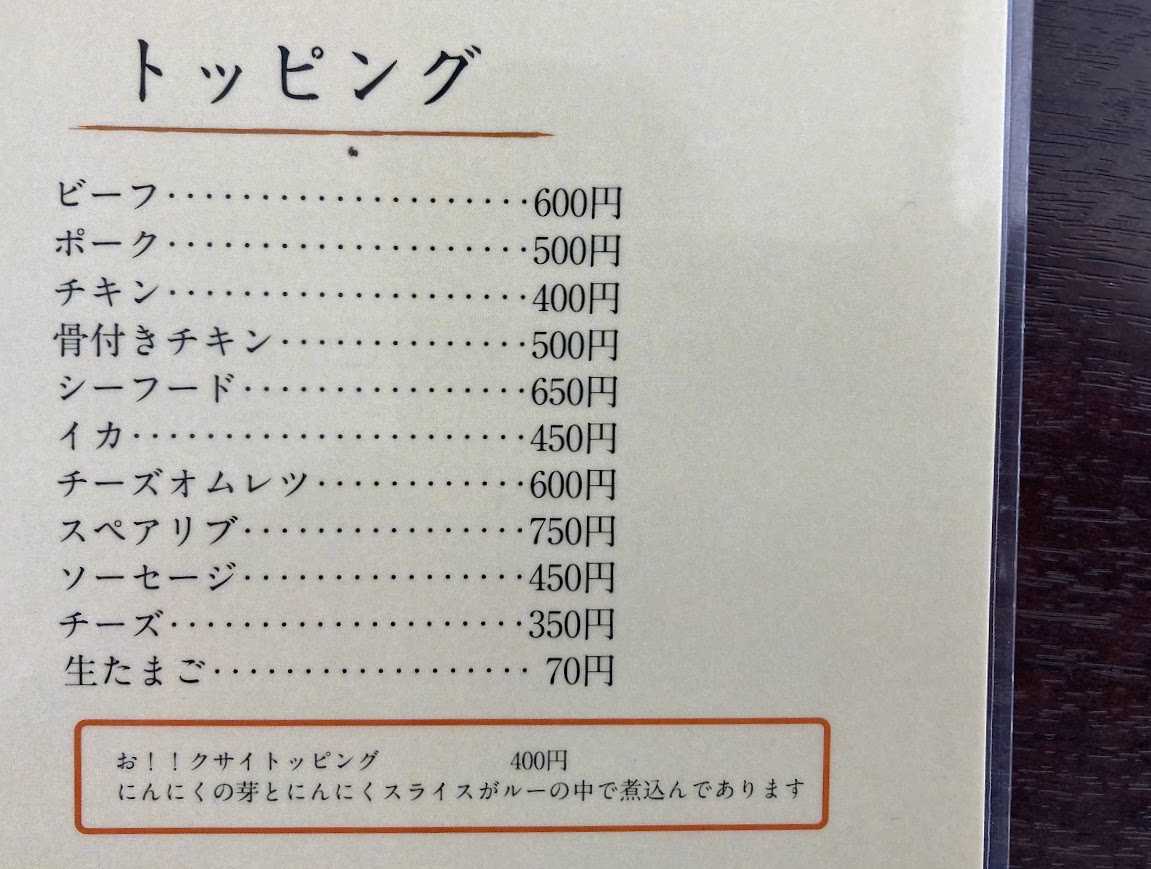 トッピング
ビーフ････････････････････600円
ポーク････････････････････500円
チキン････････････････････400円
骨付きチキン･･････････････500円
シーフード････････････････650円
イカ･･････････････････････450円
チーズオムレツ････････････600円
スペアリブ････････････････750円
ソーセージ････････････････450円
チーズ････････････････････350円
生たまご･･････････････････ 70円
お！！クサイトッピング 400円
にんにくの芽とにんにくスライスがルーの中で煮込んであります